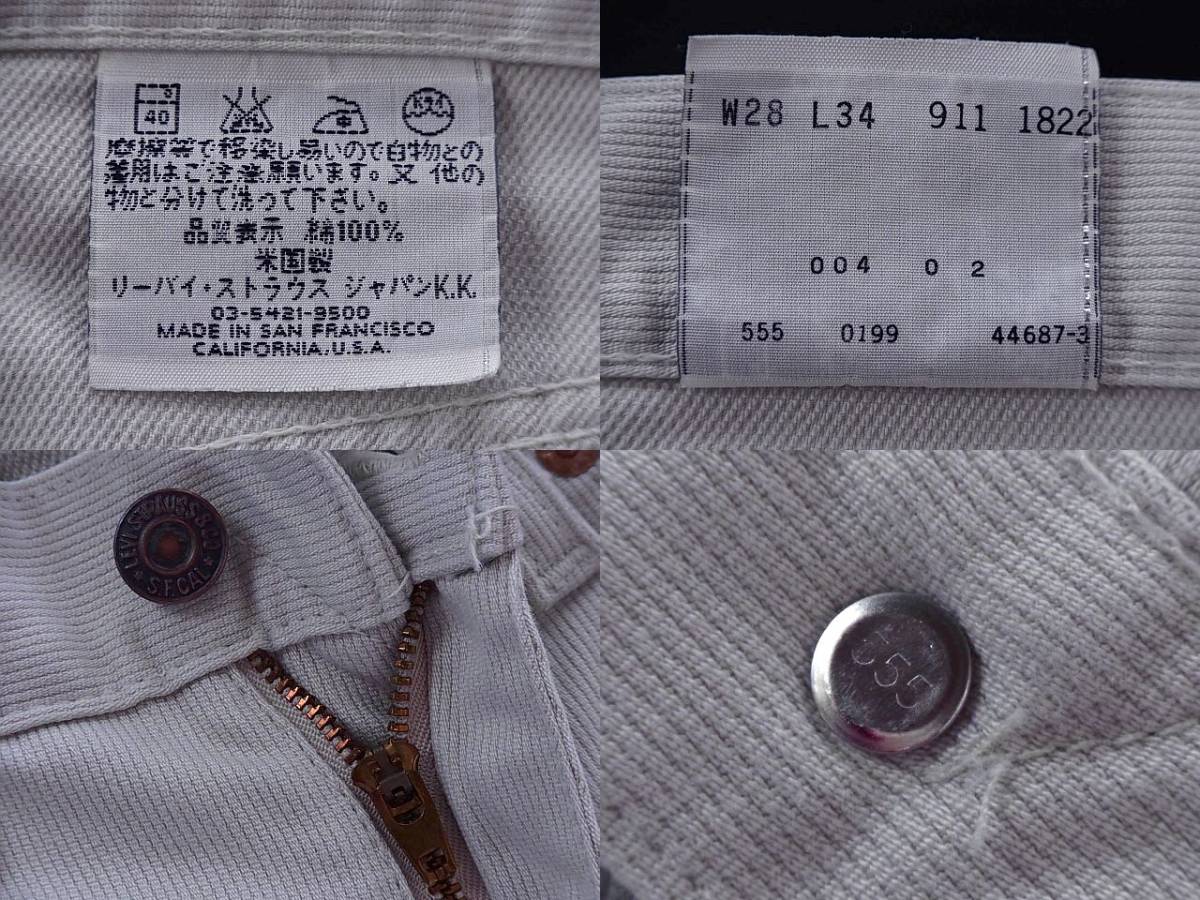 40
摩擦等で移染し易いので白物との
着用はご注意願います。又 他の
物と分けて洗って下さい。
品質表示 綿100%
米国製
リーバイ・ストラウス ジャパンK.K.
03-5421-9500
MADE IN SAN FRANCISCO
CALIFORNIA, U.S.A.
W28 L34 911 1822
004 0 2
555 0199 44687-3
LEVI STRAUSS & CO
S.F. CAL
555